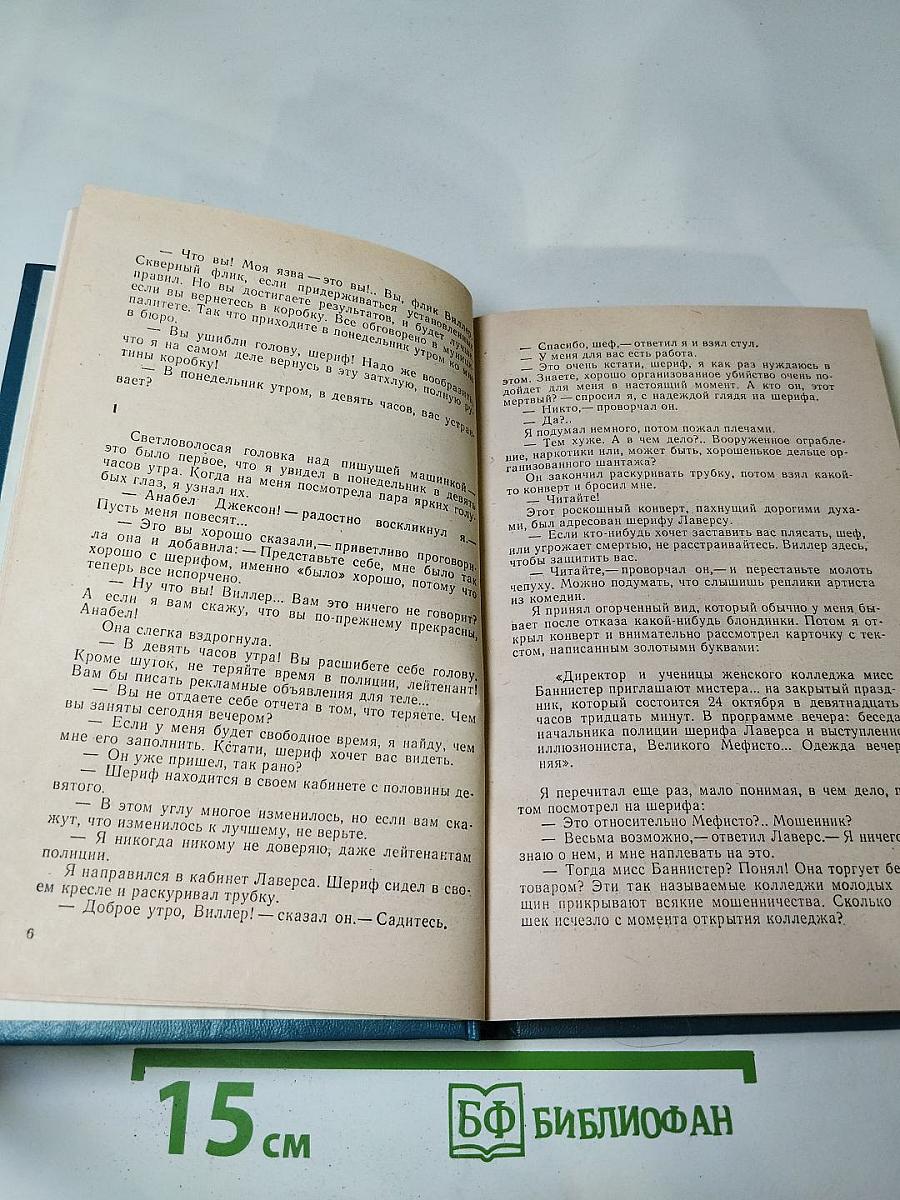 — Что вы! Моя язва — это вы!.. Вы, флик Виллер
Скверный флик, если придерживаться установленных
правил. Но вы достигаете результатов, и будет лучше,
если вы вернетесь в коробку. Все обговорено в муници-
палитете. Так что приходите в понедельник утром ко мне
в бюро.
— Вы ушибли голову, шериф! Надо же вообразить,
что я на самом деле вернусь в эту затхлую, полную ру-
тины коробку!
— В понедельник утром, в девять часов, вас устраи-
вает?
I
Светловолосая головка над пишущей машинкой —
это было первое, что я увидел в понедельник в девять
часов утра. Когда на меня посмотрела пара ярких голу-
бых глаз, я узнал их.
— Анабел Джексон! — радостно воскликнул я.—
Пусть меня повесят...
— Эго вы хорошо сказали,— приветливо проговори-
ла она и добавила: — Представьте себе, мне было так
хорошо с шерифом, именно «было» хорошо, потому что
теперь все испорчено.
— Ну что вы! Виллер... Вам это ничего не говорит?
А если я вам скажу, что вы по-прежнему прекрасны,
Анабел!
Она слегка вздрогнула.
— В девять часов утра! Вы расшибете себе голову.
Кроме шуток, не теряйте время в полиции, лейтенант!
Вам бы писать рекламные объявления для теле...
— Вы не отдаете себе отчета в том, что теряете. Чем
вы заняты сегодня вечером?
— Если у меня будет свободное время, я найду, чем
мне его заполнить. Кстати, шериф хочет вас видеть.
— Он уже пришел, так рано?
— Шериф находится в своем кабинете с половины де-
вятого.
— В этом углу многое изменилось, но если вам ска-
жут, что изменилось к лучшему, не верьте.
— Я никогда никому не доверяю, даже лейтенантам
полиции.
Я направился в кабинет Лаверса. Шериф сидел в сво-
ем кресле и раскуривал трубку.
— Доброе утро, Виллер! — сказал он.— Садитесь.
6
— Спасибо, шеф,— ответил я и взял стул.
— У меня для вас есть работа.
— Это очень кстати, шериф, я как раз нуждаюсь в
этом. Знаете, хорошо организованное убийство очень по-
дойдет для меня в настоящий момент. А кто он, этот
мертвый? — спросил я, с надеждой глядя на шерифа.
— Никто,— проворчал он.
— Да?..
Я подумал немного, потом пожал плечами.
— Тем хуже. А в чем дело?.. Вооруженное ограбле-
ние, наркотики или, может быть, хорошенькое дельце ор-
ганизованного шантажа?
Он закончил раскуривать трубку, потом взял какой-
то конверт и бросил мне.
— Читайте!
Этот роскошный конверт, пахнущий дорогими духа-
ми, был адресован шерифу Лаверсу.
— Если кто-нибудь хочет заставить вас плясать, шеф,
или угрожает смертью, не расстраивайтесь. Виллер здесь,
чтобы защитить вас.
— Читайте,— проворчал он,— и перестаньте молоть
чепуху. Можно подумать, что слышишь реплики артиста
из комедии.
Я принял огорченный вид, который обычно у меня бы-
вает после отказа какой-нибудь блондинки. Потом я от-
крыл конверт и внимательно рассмотрел карточку с тек-
стом, написанным золотыми буквами:
«Директор и ученицы женского колледжа мисс
Баннистер приглашают мистера... на закрытый празд-
ник, который состоится 24 октября в девятнадцать
часов тридцать минут. В программе вечера: беседа
начальника полиции шерифа Лаверса и выступление
иллюзиониста, Великого Мефисто... Одежда вечер
няя».
Я перечитал еще раз, мало понимая, в чем дело, п
том посмотрел на шерифа:
— Это относительно Мефисто?.. Мошенник?
— Весьма возможно,— ответил Лаверс.— Я ничего
знаю о нем, и мне наплевать на это.
— Тогда мисс Баннистер? Понял! Она торгует бе
товаром? Эти так называемые колледжи молодых
щин прикрывают всякие мошенничества. Сколько
шек исчезло с момента открытия колледжа?
15 см
БФ БИБЛИОФАН